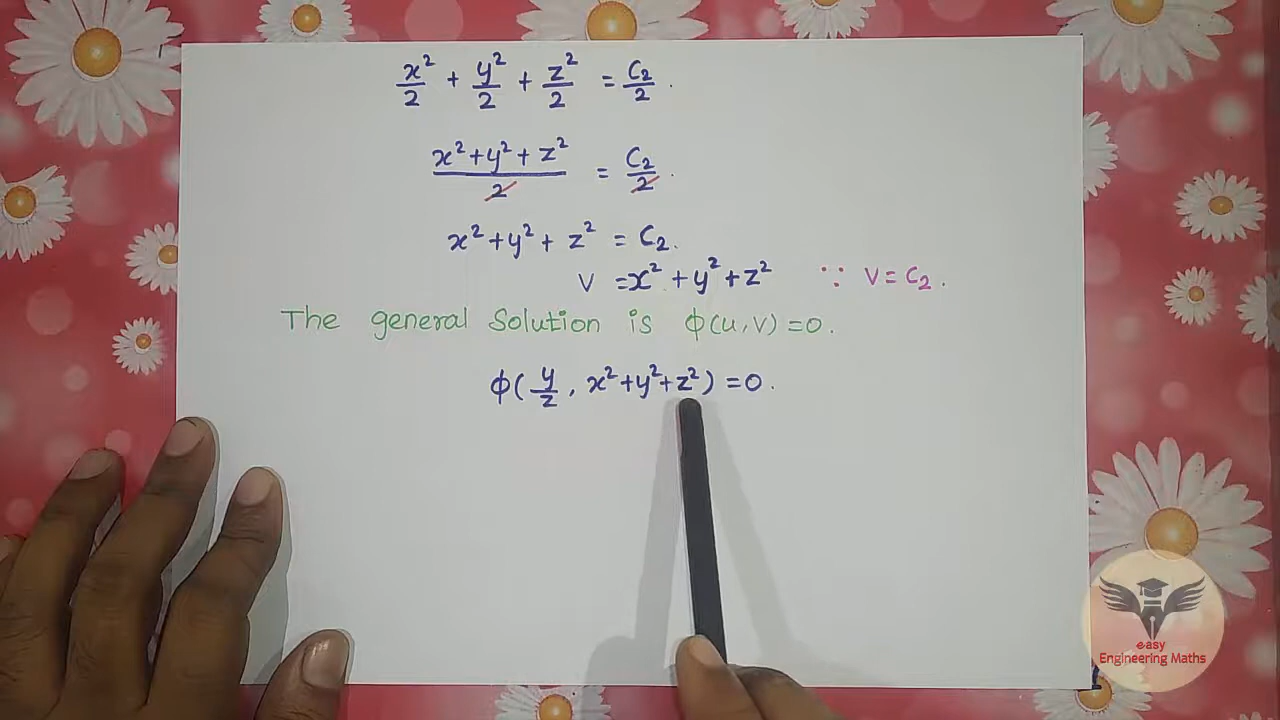 x²/2 + y²/2 + z²/2 = C₂/2 .
x²+y²+z²/2 = C₂/2 .
x²+y²+z² = C₂.
v = x²+y²+z² ∵ v=C₂.
The general Solution is ϕ(u,v)=0.
ϕ(y/z, x²+y²+z²)=0.
easy
Engineering Maths